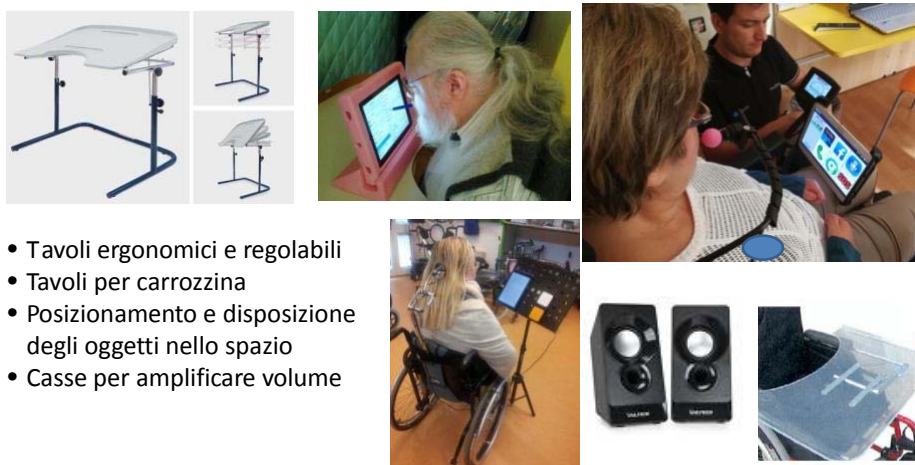 • Tavoli ergonomici e regolabili
• Tavoli per carrozzina
• Posizionamento e disposizione
degli oggetti nello spazio
• Casse per amplificare volume